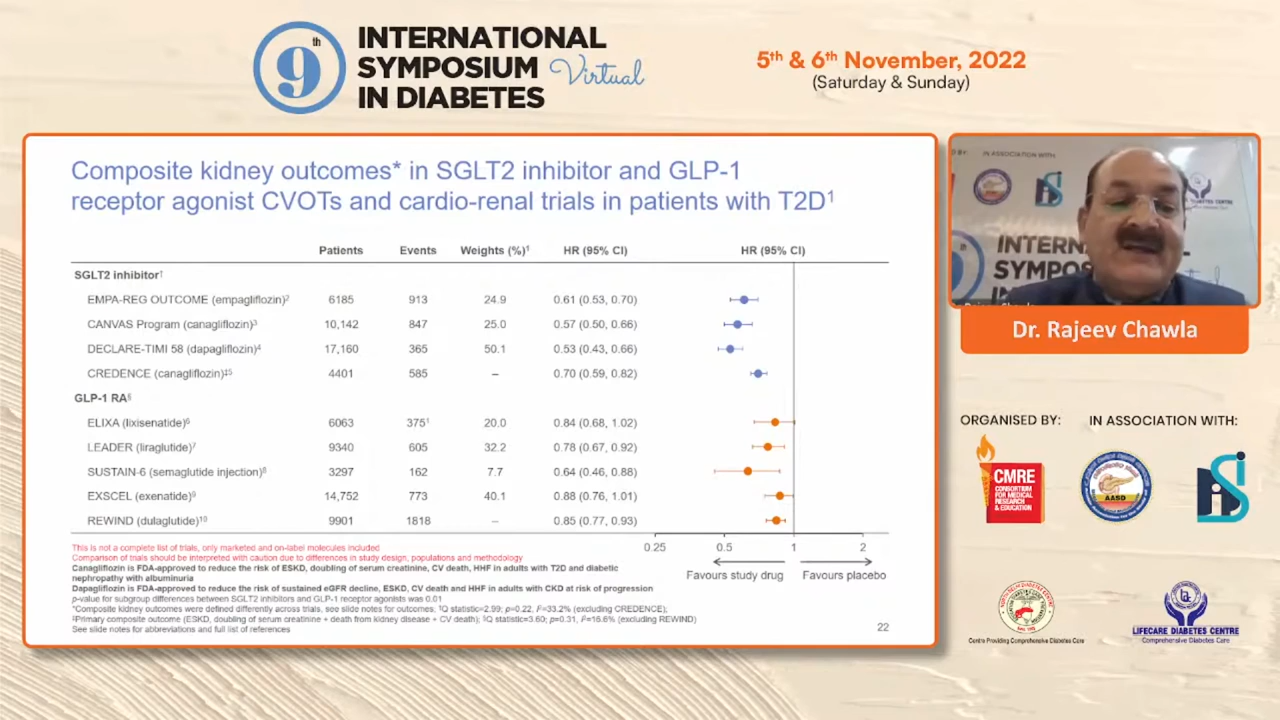 9th
INTERNATIONAL
SYMPOSIUM Virtual
IN DIABETES
5th & 6th November, 2022
(Saturday & Sunday)
Composite kidney outcomes* in SGLT2 inhibitor and GLP-1
receptor agonist CVOTs and cardio-renal trials in patients with T2D¹
Patients Events Weights (%)† HR (95% CI) HR (95% CI)
SGLT2 inhibitor†
EMPA-REG OUTCOME (empagliflozin)² 6185 913 24.9 0.61 (0.53, 0.70)
CANVAS Program (canagliflozin)³ 10,142 847 25.0 0.57 (0.50, 0.66)
DECLARE-TIMI 58 (dapagliflozin)⁴ 17,160 365 50.1 0.53 (0.43, 0.66)
CREDENCE (canagliflozin)‡⁵ 4401 585 – 0.70 (0.59, 0.82)
GLP-1 RA§
ELIXA (lixisenatide)⁶ 6063 375¹ 20.0 0.84 (0.68, 1.02)
LEADER (liraglutide)⁷ 9340 605 32.2 0.78 (0.67, 0.92)
SUSTAIN-6 (semaglutide injection)⁸ 3297 162 7.7 0.64 (0.46, 0.88)
EXSCEL (exenatide)⁹ 14,752 773 40.1 0.88 (0.76, 1.01)
REWIND (dulaglutide)¹⁰ 9901 1818 – 0.85 (0.77, 0.93)
0.25 0.5 1 2
Favours study drug Favours placebo
This is not a complete list of trials, only marketed and on-label molecules included
Comparison of trials should be interpreted with caution due to differences in study design, populations and methodology
Canagliflozin is FDA-approved to reduce the risk of ESKD, doubling of serum creatinine, CV death, HHF in adults with T2D and diabetic
nephropathy with albuminuria
Dapagliflozin is FDA-approved to reduce the risk of sustained eGFR decline, ESKD, CV death and HHF in adults with CKD at risk of progression
p-value for subgroup differences between SGLT2 inhibitors and GLP-1 receptor agonists was 0.01
*Composite kidney outcomes were defined differently across trials, see slide notes for outcomes; †Q statistic=2.99; p=0.22, I²=33.2% (excluding CREDENCE);
‡Primary composite outcome (ESKD, doubling of serum creatinine + death from kidney disease + CV death); §Q statistic=3.60; p=0.31, I²=16.6% (excluding REWIND)
See slide notes for abbreviations and full list of references
22
IN ASSOCIATION WITH:
INTERN
SYMPOS
Dr. Rajeev Chawla
ORGANISED BY:
IN ASSOCIATION WITH:
CMRE
CONSORTIUM
FOR MEDICAL
RESEARCH
& EDUCATION
AASD
Centre Providing Comprehensive Diabetes Care
LIFECARE DIABETES CENTRE
Comprehensive Diabetes Care